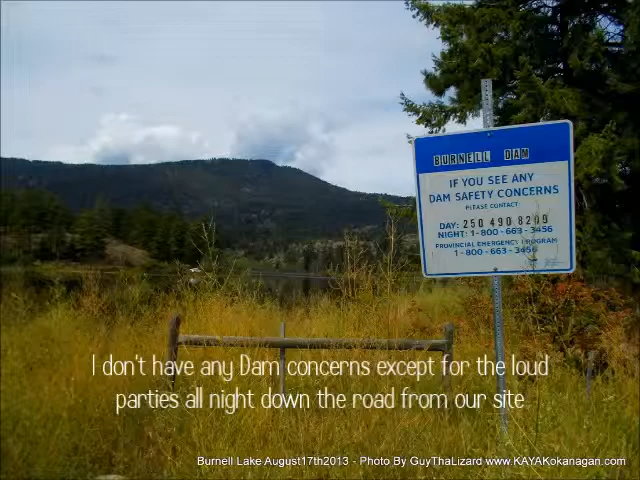 BURNELL DAM
IF YOU SEE ANY
DAM SAFETY CONCERNS
PLEASE CONTACT:
DAY: 250 490 8209
NIGHT: 1-800-663-3456
PROVINCIAL EMERGENCY PROGRAM
1-800-663-3456
I don't have any Dam concerns except for the loud
parties all night down the road from our site
Burnell Lake August17th2013 - Photo By GuyThaLizard www.KAYAKokanagan.com